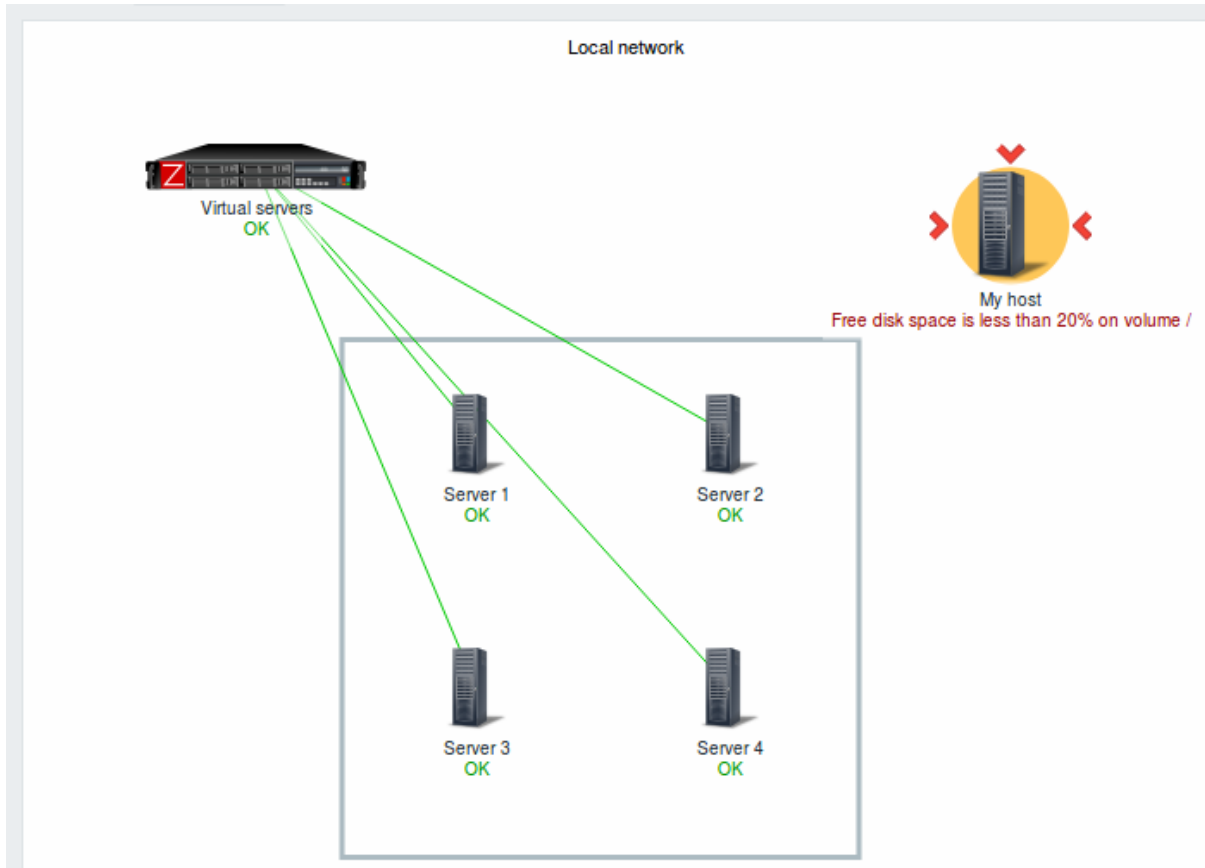 Local network
Z
Virtual servers
OK
My host
Free disk space is less than 20% on volume /
Server 1
OK
Server 2
OK
Server 3
OK
Server 4
OK